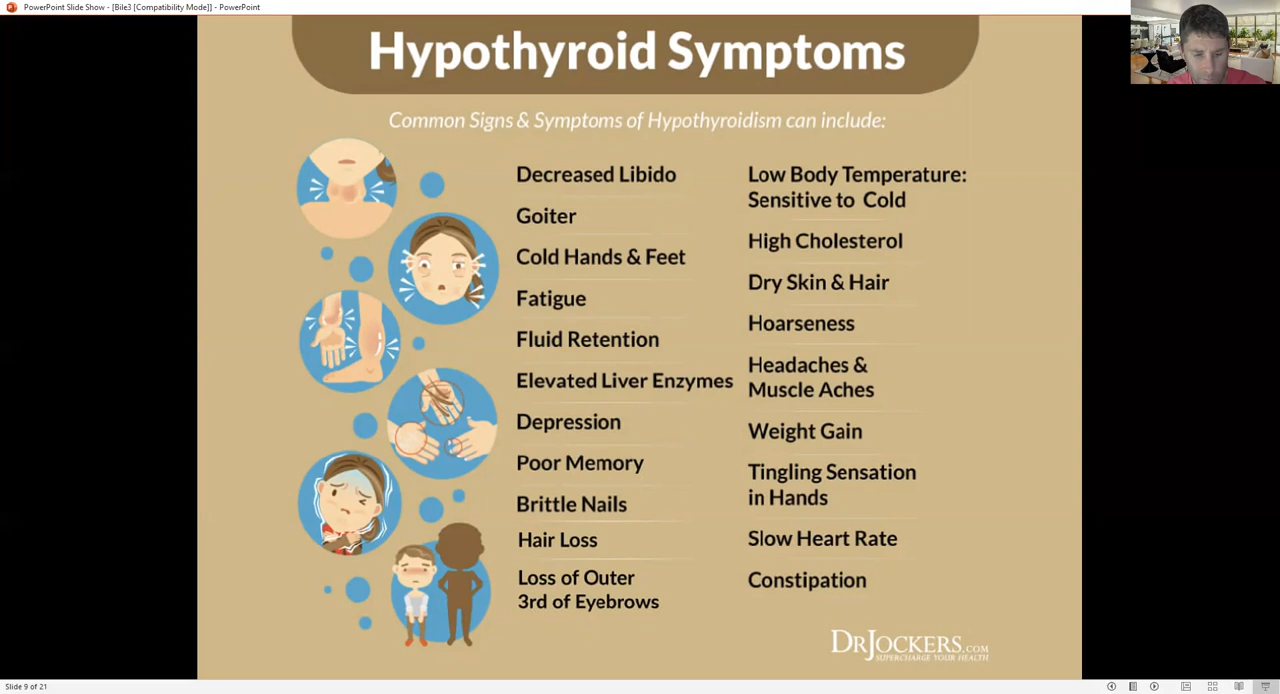 PowerPoint Slide Show - [Bile3 [Compatibility Mode]] - PowerPoint
Hypothyroid Symptoms
Common Signs & Symptoms of Hypothyroidism can include:
Decreased Libido
Goiter
Cold Hands & Feet
Fatigue
Fluid Retention
Elevated Liver Enzymes
Depression
Poor Memory
Brittle Nails
Hair Loss
Loss of Outer
3rd of Eyebrows
Low Body Temperature:
Sensitive to Cold
High Cholesterol
Dry Skin & Hair
Hoarseness
Headaches &
Muscle Aches
Weight Gain
Tingling Sensation
in Hands
Slow Heart Rate
Constipation
DRJOCKERS.COM
SUPERCHARGE YOUR HEALTH
Slide 9 of 21